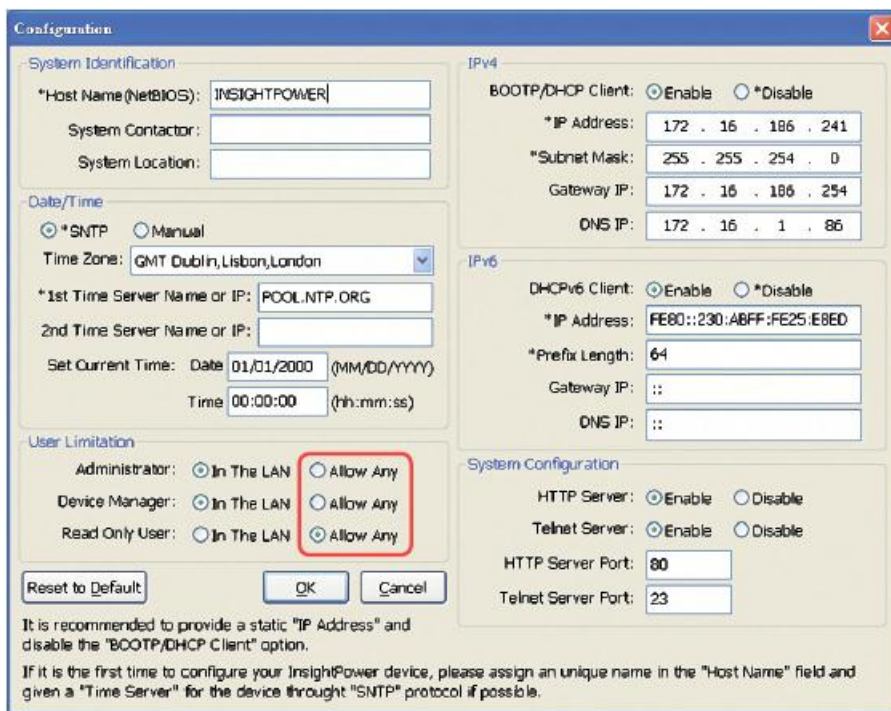 Configuration
System Identification
*Host Name(NetBIOS): INSIGHTPOWER
System Contactor:
System Location:
Date/Time
*SNTP Manual
Time Zone: GMT Dublin,Lisbon,London
*1st Time Server Name or IP: POOL.NTP.ORG
2nd Time Server Name or IP:
Set Current Time: Date 01/01/2000 (MM/DD/YYYY)
Time 00:00:00 (hh:mm:ss)
User Limitation
Administrator: In The LAN Allow Any
Device Manager: In The LAN Allow Any
Read Only User: In The LAN Allow Any
Reset to Default OK Cancel
IPv4
BOOTP/DHCP Client: Enable *Disable
*IP Address: 172 . 16 . 186 . 241
*Subnet Mask: 255 . 255 . 254 . 0
Gateway IP: 172 . 16 . 186 . 254
DNS IP: 172 . 16 . 1 . 86
IPv6
DHCPv6 Client: Enable *Disable
*IP Address: FE80::230:ABFF:FE25:E8ED
*Prefix Length: 64
Gateway IP: ::
DNS IP: ::
System Configuration
HTTP Server: Enable Disable
Telnet Server: Enable Disable
HTTP Server Port: 80
Telnet Server Port: 23
It is recommended to provide a static "IP Address" and
disable the "BOOTP/DHCP Client" option.
If it is the first time to configure your InsightPower device, please assign an unique name in the "Host Name" field and
given a "Time Server" for the device throught "SNTP" protocol if possible.